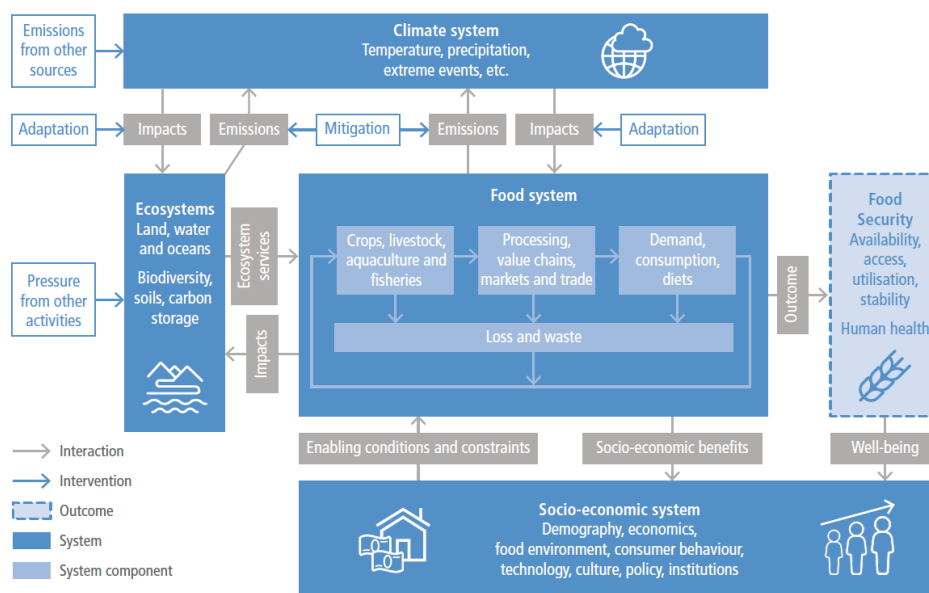 Emissions
from other
sources
Climate system
Temperature, precipitation,
extreme events, etc.
Adaptation
Impacts
Emissions
Mitigation
Emissions
Impacts
Adaptation
Ecosystems
Land, water
and oceans
Biodiversity,
soils, carbon
storage
Pressure
from other
activities
Ecosystem
services
Impacts
Food system
Crops, livestock,
aquaculture and
fisheries
Processing,
value chains,
markets and trade
Demand,
consumption,
diets
Loss and waste
Outcome
Food
Security
Availability,
access,
utilisation,
stability
Human health
Enabling conditions and constraints
Socio-economic benefits
Well-being
Socio-economic system
Demography, economics,
food environment, consumer behaviour,
technology, culture, policy, institutions
Interaction
Intervention
Outcome
System
System component